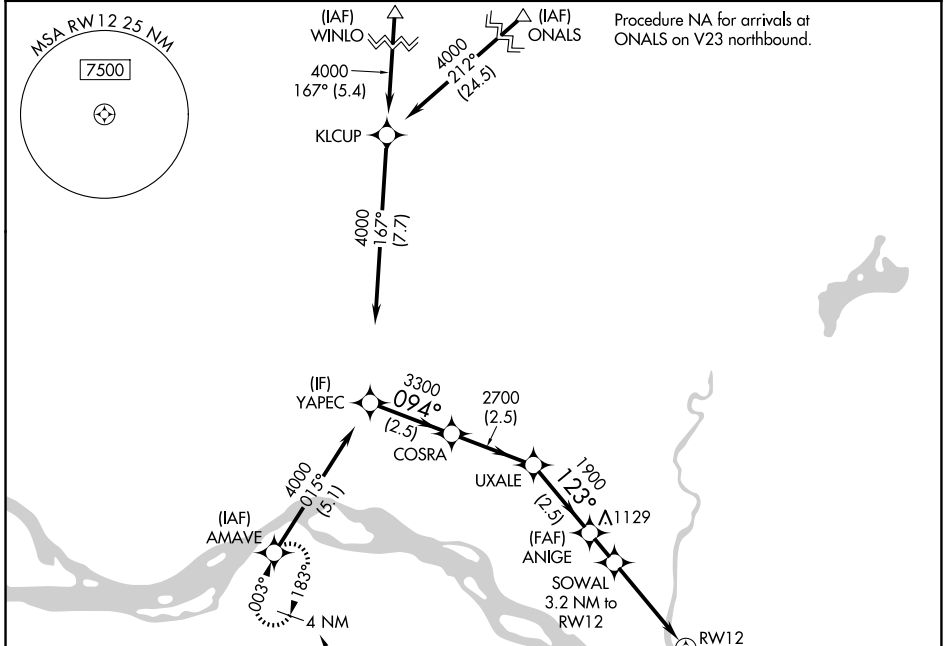 MSA RW12 25 NM
7500
(IAF)
WINLO
(IAF)
ONALS
Procedure NA for arrivals at
ONALS on V23 northbound.
4000
167° (5.4)
4000
212°
(24.5)
KLCUP
4000
167°
(7.7)
(IF)
YAPEC
3300
094°
(2.5)
COSRA
2700
(2.5)
UXALE
1900
123°
(2.5)
1129
(FAF)
ANIGE
SOWAL
3.2 NM to
RW12
4000
015°
(5.1)
(IAF)
AMAVE
003°
183°
4 NM
RW12